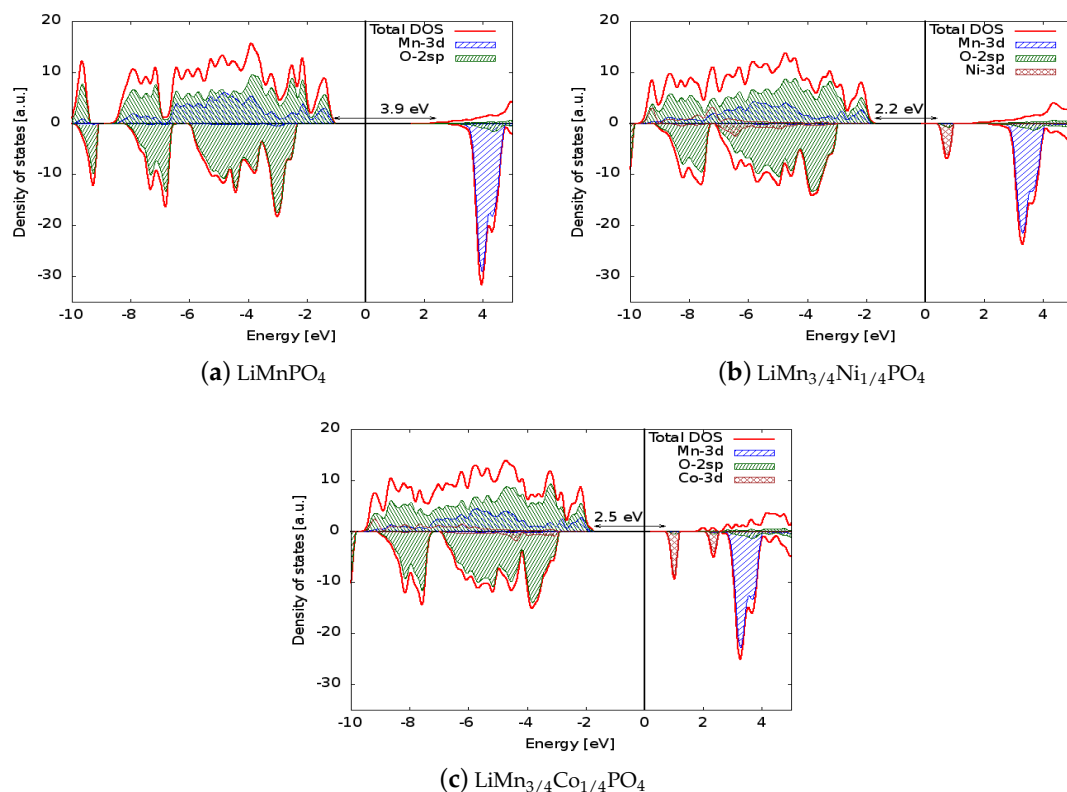 Density of states [a.u.]
20
10
0
-10
-20
-30
Total DOS
Mn-3d
O-2sp
3.9 eV
-10 -8 -6 -4 -2 0 2 4
Energy [eV]
(a) LiMnPO4
Density of states [a.u.]
20
10
0
-10
-20
-30
Total DOS
Mn-3d
O-2sp
Ni-3d
2.2 eV
-10 -8 -6 -4 -2 0 2 4
Energy [eV]
(b) LiMn3/4Ni1/4PO4
Density of states [a.u.]
20
10
0
-10
-20
-30
Total DOS
Mn-3d
O-2sp
Co-3d
2.5 eV
-10 -8 -6 -4 -2 0 2 4
Energy [eV]
(c) LiMn3/4Co1/4PO4